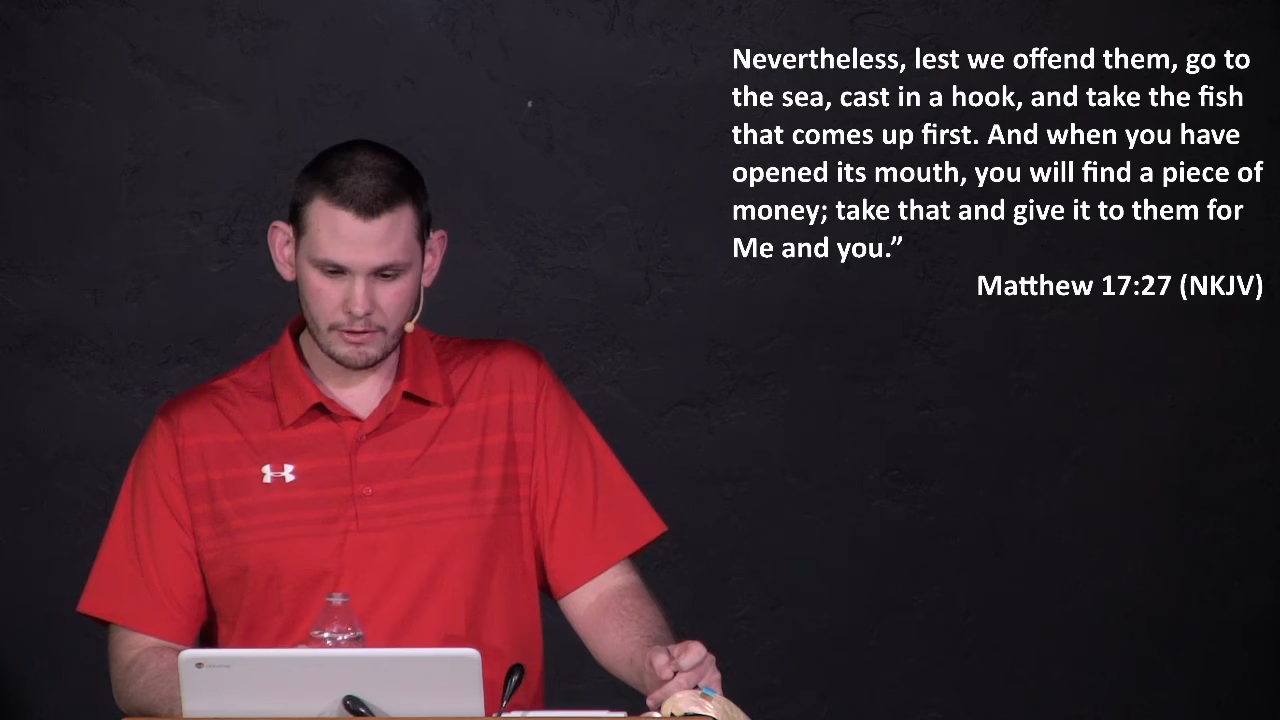 Nevertheless, lest we offend them, go to
the sea, cast in a hook, and take the fish
that comes up first. And when you have
opened its mouth, you will find a piece of
money; take that and give it to them for
Me and you.”
Matthew 17:27 (NKJV)